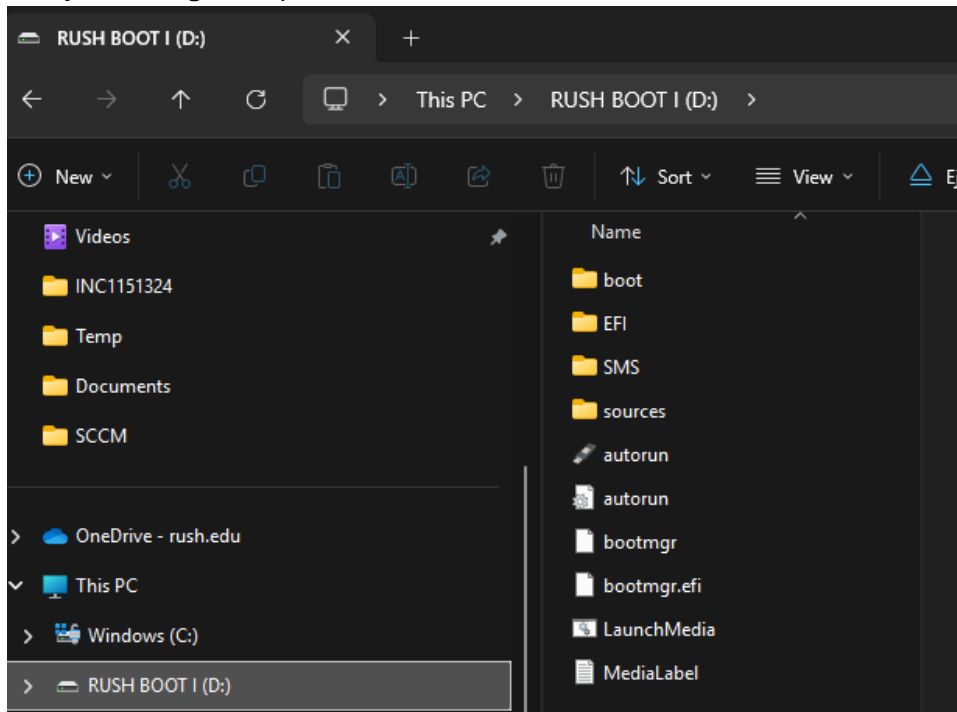 RUSH BOOT I (D:)
This PC > RUSH BOOT I (D:) >
New
Sort
View
Videos
INC1151324
Temp
Documents
SCCM
OneDrive - rush.edu
This PC
Windows (C:)
RUSH BOOT I (D:)
Name
boot
EFI
SMS
sources
autorun
autorun
bootmgr
bootmgr.efi
LaunchMedia
MediaLabel